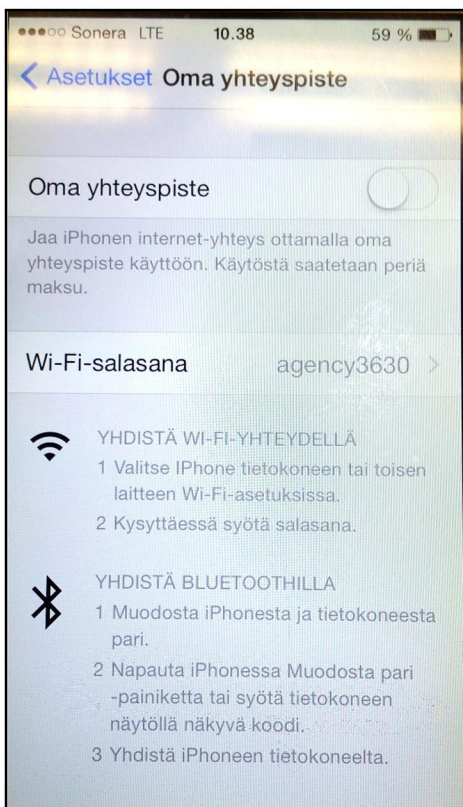 Sonera LTE 10.38 59 %
Asetukset Oma yhteyspiste
Oma yhteyspiste
Jaa iPhonen internet-yhteys ottamalla oma
yhteyspiste käyttöön. Käytöstä saatetaan periä
maksu.
Wi-Fi-salasana agency3630
YHDISTÄ WI-FI-YHTEYDELLÄ
1 Valitse IPhone tietokoneen tai toisen
laitteen Wi-Fi-asetuksissa.
2 Kysyttäessä syötä salasana.
YHDISTÄ BLUETOOTHILLA
1 Muodosta iPhonesta ja tietokoneesta
pari.
2 Napauta iPhonessa Muodosta pari
-painiketta tai syötä tietokoneen
näytöllä näkyvä koodi.
3 Yhdistä iPhoneen tietokoneelta.